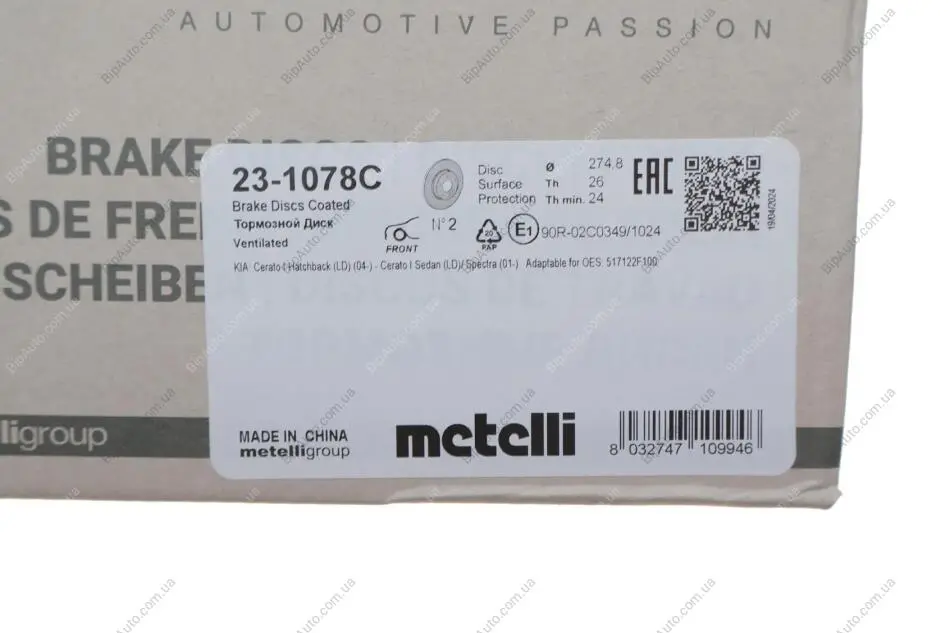 AUTOMOTIVE PASSION
BRAKE
S DE FREI
SCHEIBE
23-1078C
Brake Discs Coated
Тормозной Диск
Ventilated
Disc
Surface
Protection
Ø 274,8
Th 26
Th min. 24
EAC
19/04/2024
FRONT
N° 2
20
PAP
E1
90R-02C0349/1024
KIA Cerato I Hatchback (LD) (04-) - Cerato I Sedan (LD)/ Spectra (01-) Adaptable for OES: 517122F100
MADE IN CHINA
metelligroup
metelli
8 032747 109946
lligroup
BipAuto.com.ua